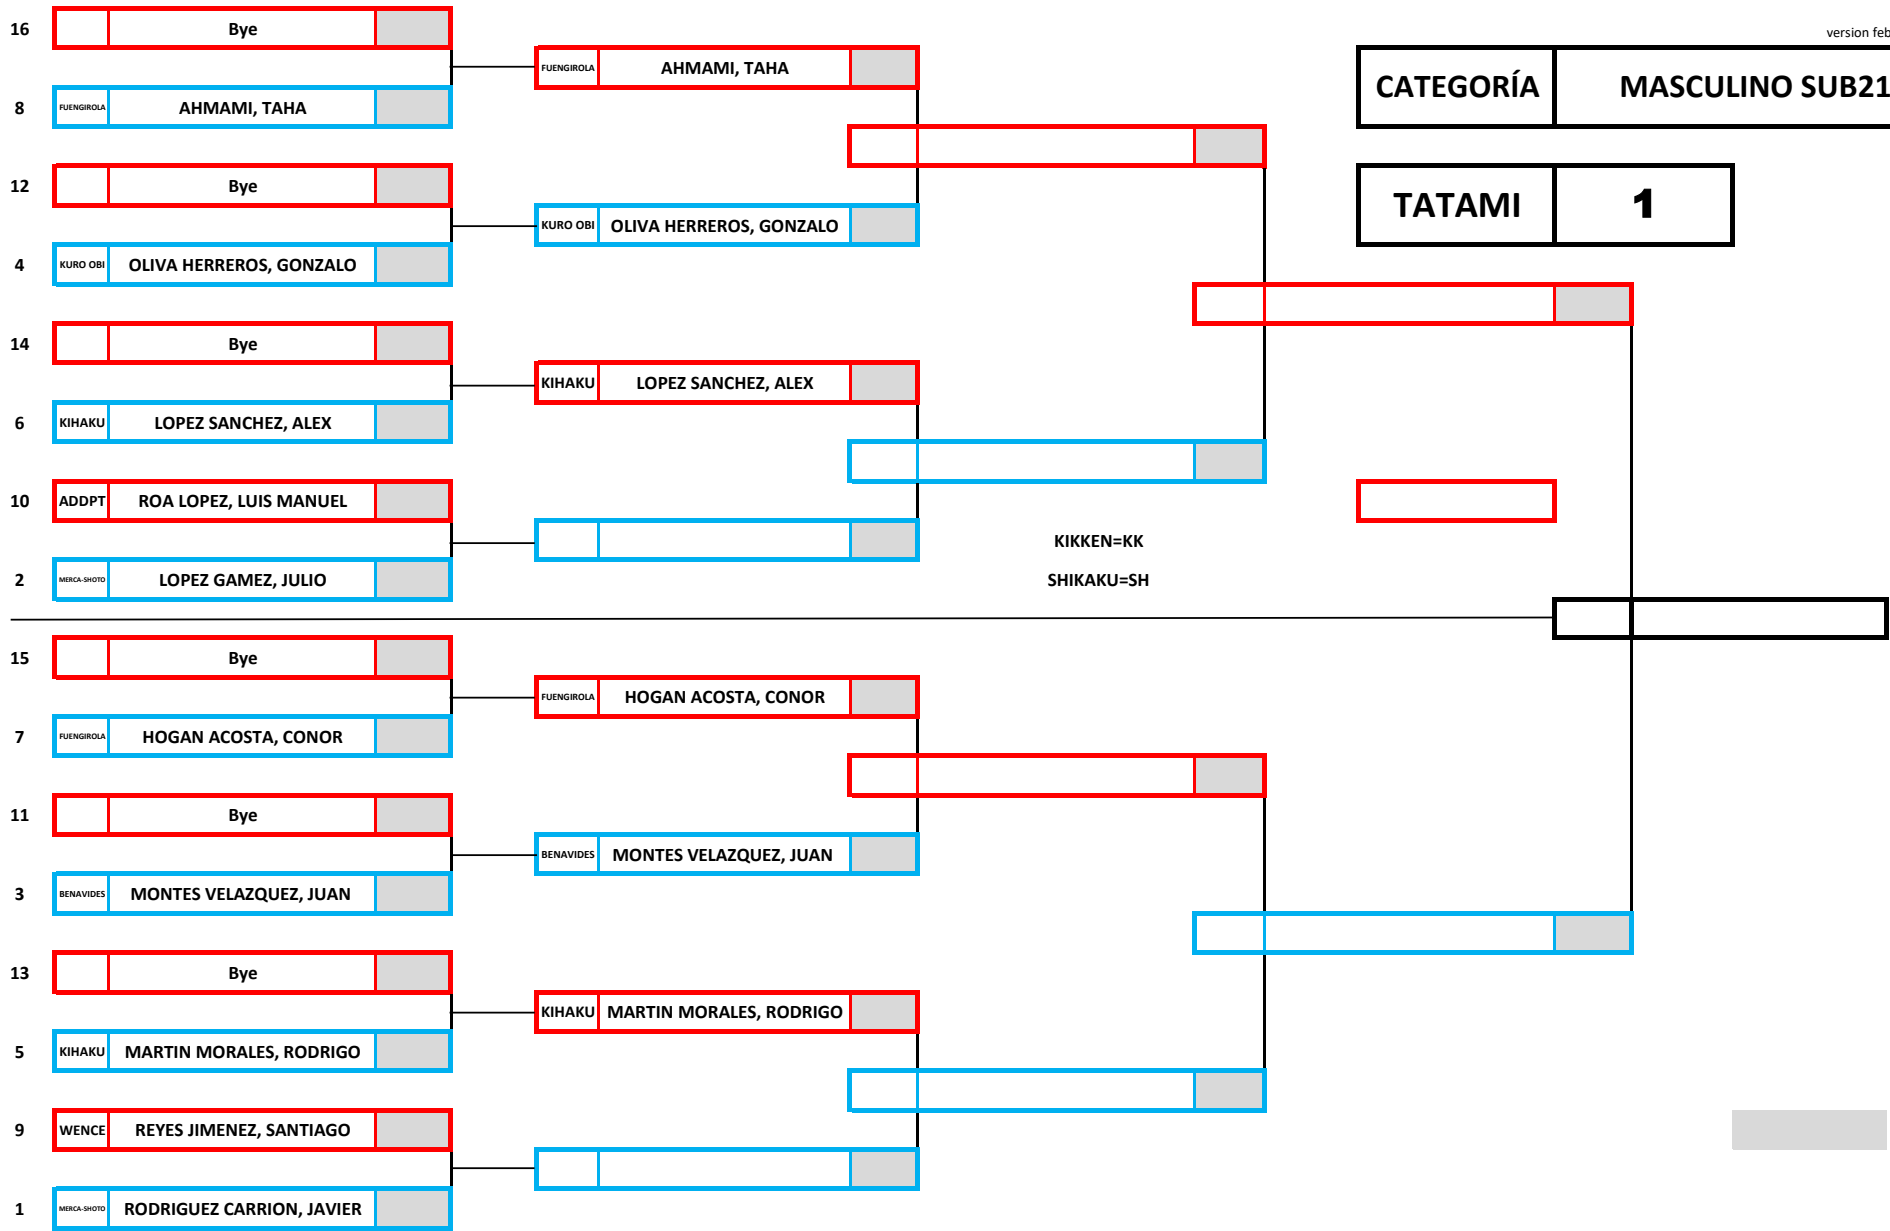 version feb
CATEGORÍA MASCULINO SUB21
TATAMI 1
16 Bye
FUENGIROLA AHMAMI, TAHA
8 FUENGIROLA AHMAMI, TAHA
12 Bye
KURO OBI OLIVA HERREROS, GONZALO
4 KURO OBI OLIVA HERREROS, GONZALO
14 Bye
KIHAKU LOPEZ SANCHEZ, ALEX
6 KIHAKU LOPEZ SANCHEZ, ALEX
10 ADDPT ROA LOPEZ, LUIS MANUEL
KIKKEN=KK
2 MERCA-SHOTO LOPEZ GAMEZ, JULIO
SHIKAKU=SH
15 Bye
FUENGIROLA HOGAN ACOSTA, CONOR
7 FUENGIROLA HOGAN ACOSTA, CONOR
11 Bye
BENAVIDES MONTES VELAZQUEZ, JUAN
3 BENAVIDES MONTES VELAZQUEZ, JUAN
13 Bye
KIHAKU MARTIN MORALES, RODRIGO
5 KIHAKU MARTIN MORALES, RODRIGO
9 WENCE REYES JIMENEZ, SANTIAGO
1 MERCA-SHOTO RODRIGUEZ CARRION, JAVIER